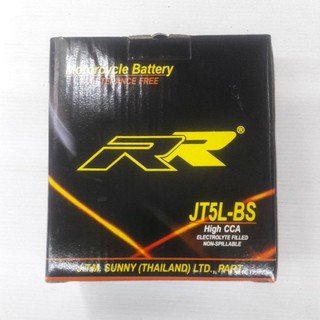 Motorcycle Battery
MAINTENANCE FREE
RR®
JT5L-BS
High CCA
ELECTROLYTE FILLED
NON-SPILLABLE
J.T.M. SUNNY (THAILAND) LTD., PART.